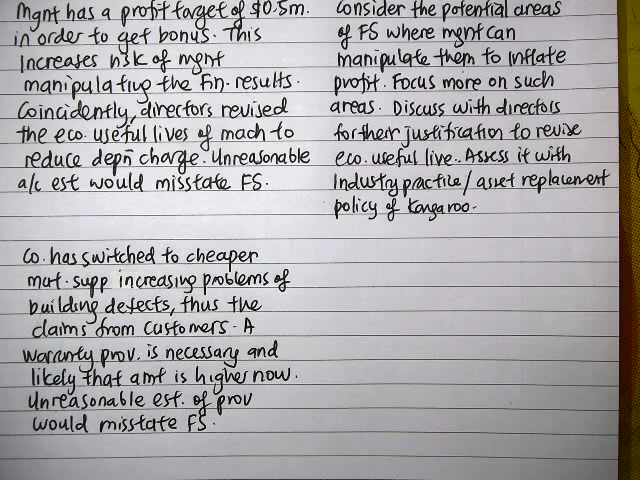 Mgnt has a profit target of $0.5m.
in order to get bonus. This
increases risk of mgnt
manipulating the fin. results.
Coincidently, directors revised
the eco. useful lives of mach to
reduce depn charge. Unreasonable
a/c est would misstate FS.
Co. has switched to cheaper
mat. supp increasing problems of
building defects, thus the
claims from customers. A
warranty prov. is necessary and
likely that amt is higher now.
Unreasonable est. of prov
would misstate FS.
Consider the potential areas
of FS where mgnt can
manipulate them to inflate
profit. Focus more on such
areas. Discuss with directors
for their justification to revise
eco. useful live. Assess it with
industry practise / asset replacement
policy of Kangaroo.